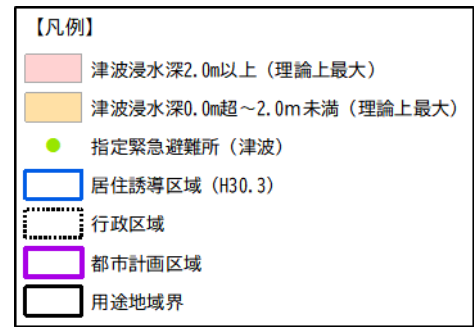 【凡例】
津波浸水深2.0m以上（理論上最大）
津波浸水深0.0m超～2.0m未満（理論上最大）
指定緊急避難所（津波）
居住誘導区域（H30.3）
行政区域
都市計画区域
用途地域界